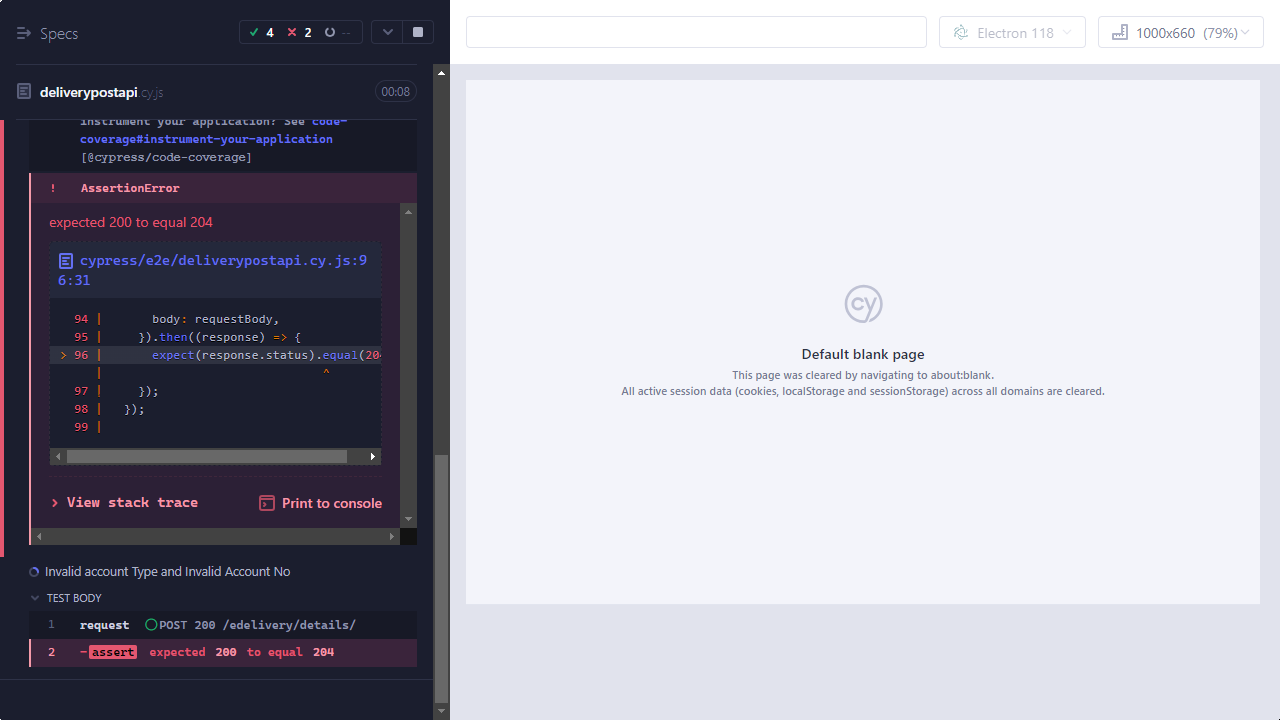 Specs
4
2
--
deliverypostapi.cy.js
00:08
instrument your application? See code-
coverage#instrument-your-application
[@cypress/code-coverage]
! AssertionError
expected 200 to equal 204
cypress/e2e/deliverypostapi.cy.js:9
6:31
94 | body: requestBody,
95 | }).then((response) => {
> 96 | expect(response.status).equal(204
| ^
97 | });
98 | });
99 |
View stack trace
Print to console
Invalid account Type and Invalid Account No
TEST BODY
1 request POST 200 /edelivery/details/
2 -assert expected 200 to equal 204
Electron 118
1000x660 (79%)
cy
Default blank page
This page was cleared by navigating to about:blank.
All active session data (cookies, localStorage and sessionStorage) across all domains are cleared.